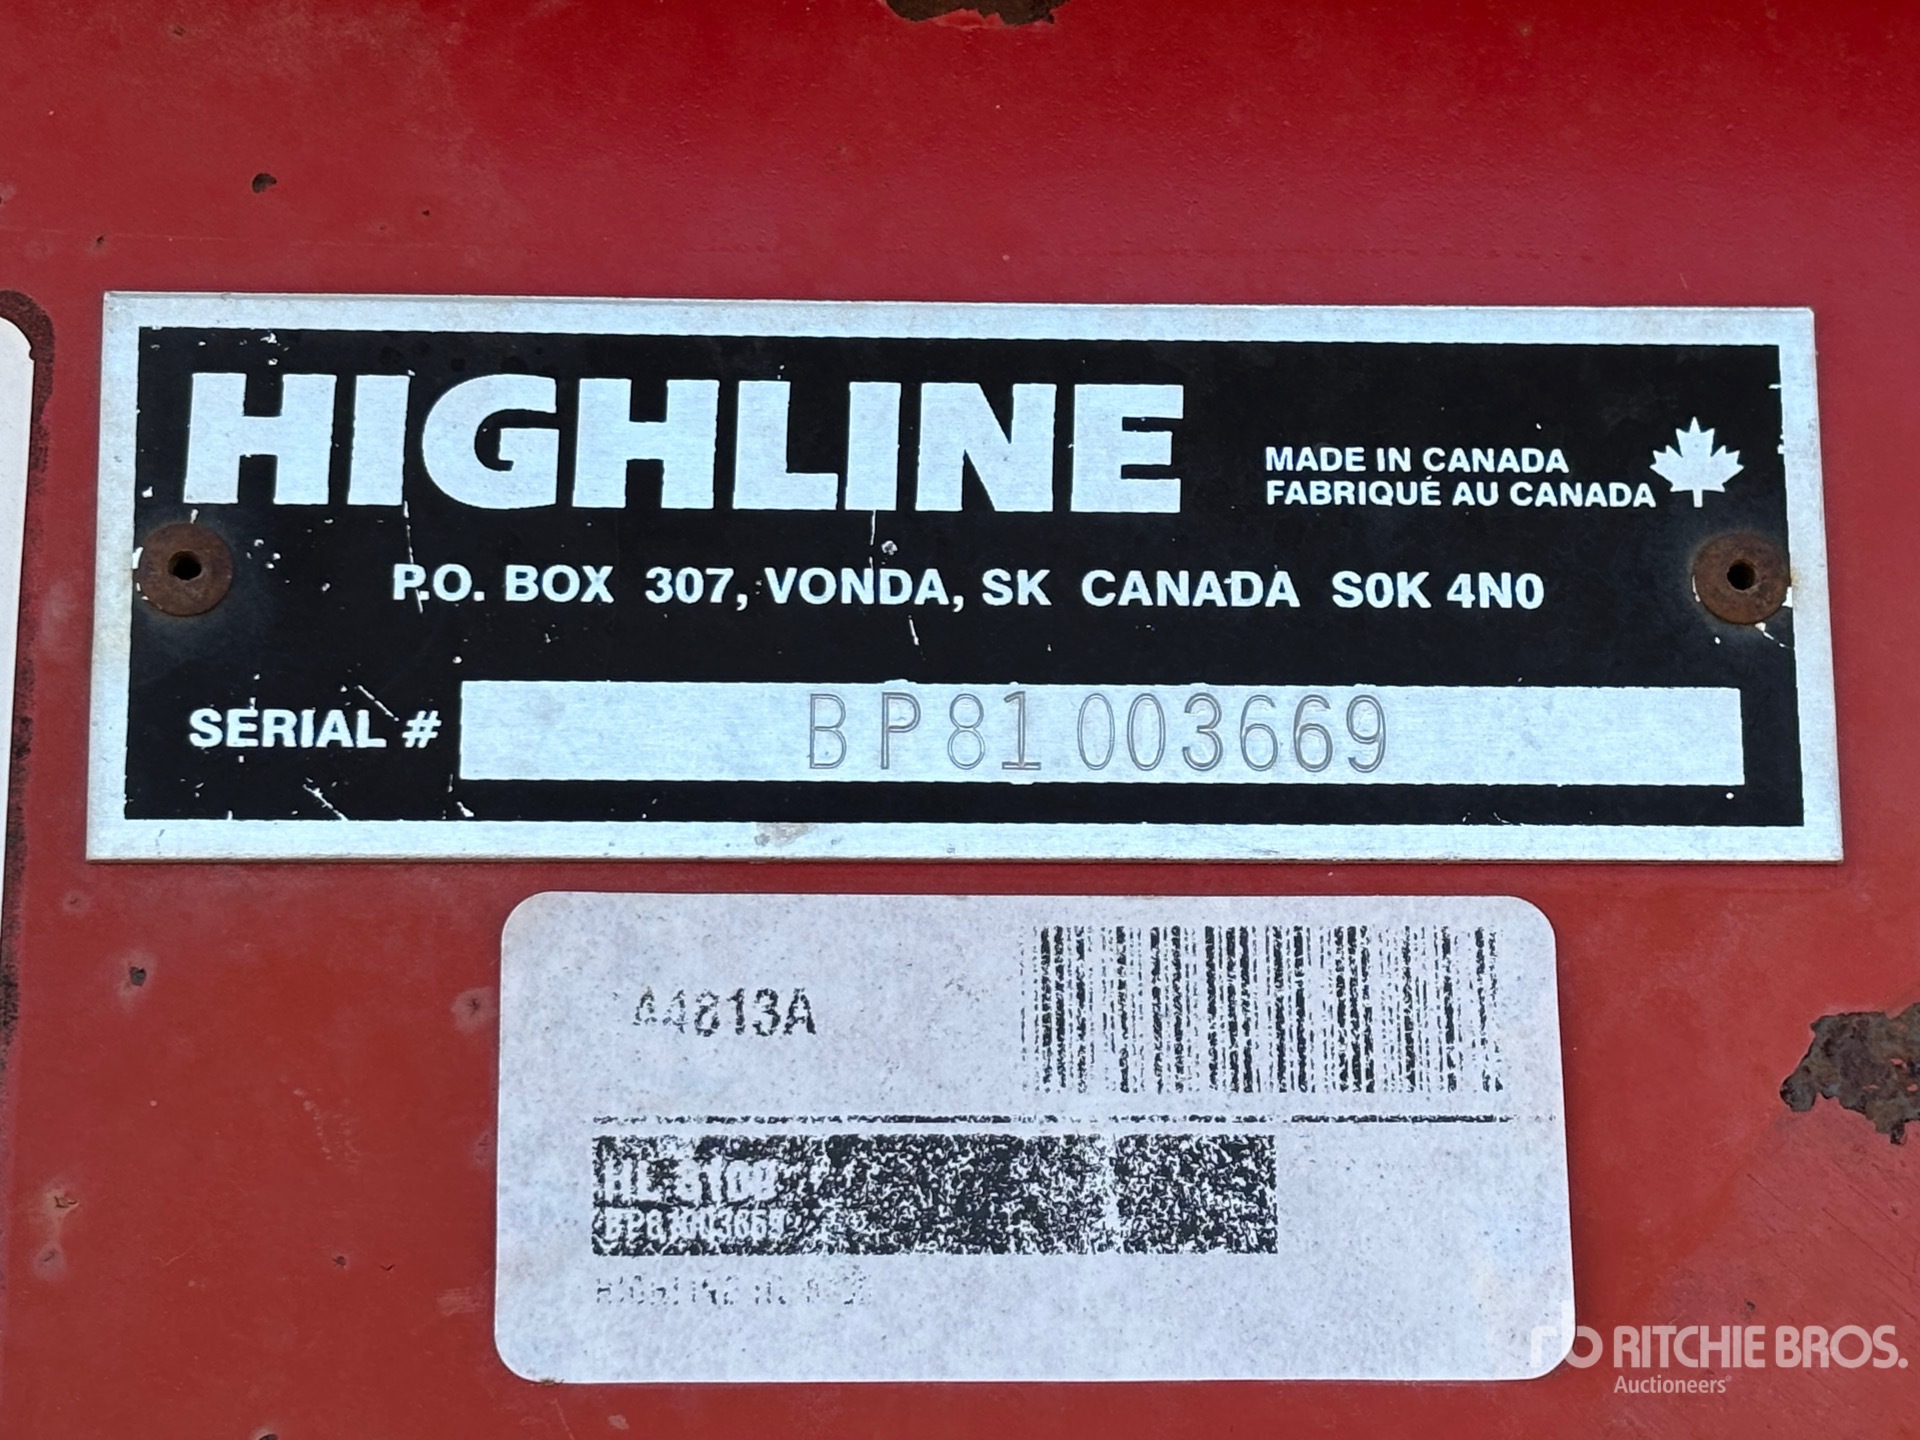 HIGHLINE
MADE IN CANADA
FABRIQUÉ AU CANADA
P.O. BOX 307, VONDA, SK CANADA S0K 4N0
SERIAL # BP81003669
44813A
HL 8100
RITCHIE BROS.
Auctioneers